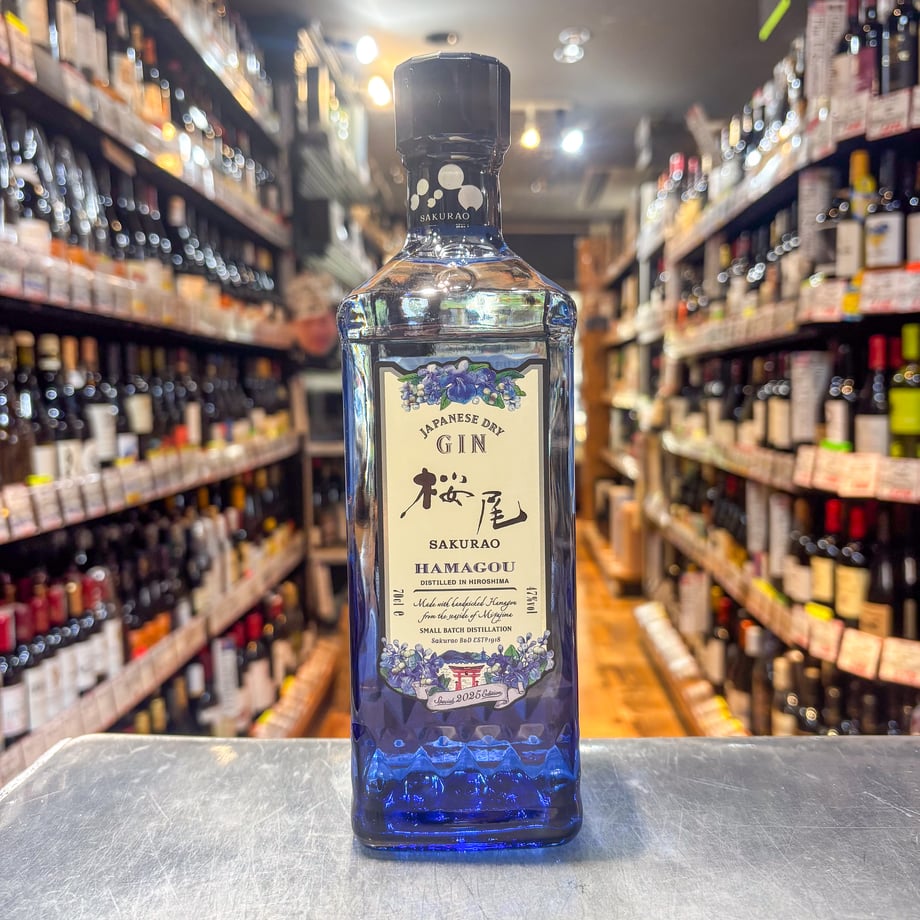 SAKURAO
JAPANESE DRY
GIN
桜尾
SAKURAO
HAMAGOU
DISTILLED IN HIROSHIMA
70cl e
47%vol
Made with handpicked Hamagou
from the seaside of Miyajima
SMALL BATCH DISTILLATION
Sakurao B&D ESTD1918
Special 2025 Edition